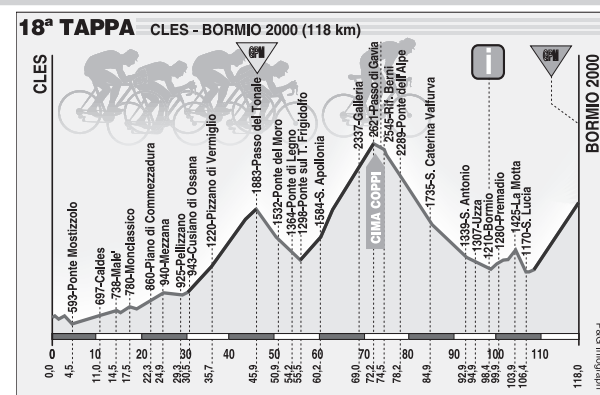 18ª TAPPA CLES - BORMIO 2000 (118 km)
CLES
593-Ponte Mostizzolo
697-Caldes
738-Male'
780-Monclassico
860-Piano di Commezzadura
940-Mezzana
925-Pellizzano
943-Cusiano di Ossana
1220-Pizzano di Vermiglio
1883-Passo del Tonale
1532-Ponte del Moro
1364-Ponte di Legno
1298-Ponte sul T. Frigidolfo
1584-S. Apollonia
2337-Galleria
2621-Passo di Gavia
2545-Rif. Berni
2289-Ponte dell'Alpe
1735-S. Caterina Valfurva
1339-S. Antonio
1307-Uzza
1210-Bormio
1280-Premadio
1425-La Motta
1170-S. Lucia
BORMIO 2000
GPM
i
GPM
CIMA COPPI
0 10 20 30 40 50 60 70 80 90 100 110
0,0 4,5 11,0 14,5 17,5 22,3 24,9 29,3 30,5 35,7 45,9 50,9 54,2 55,5 60,2 69,0 72,2 74,5 78,2 84,9 92,9 94,9 98,4 99,9 103,9 106,4 118,0